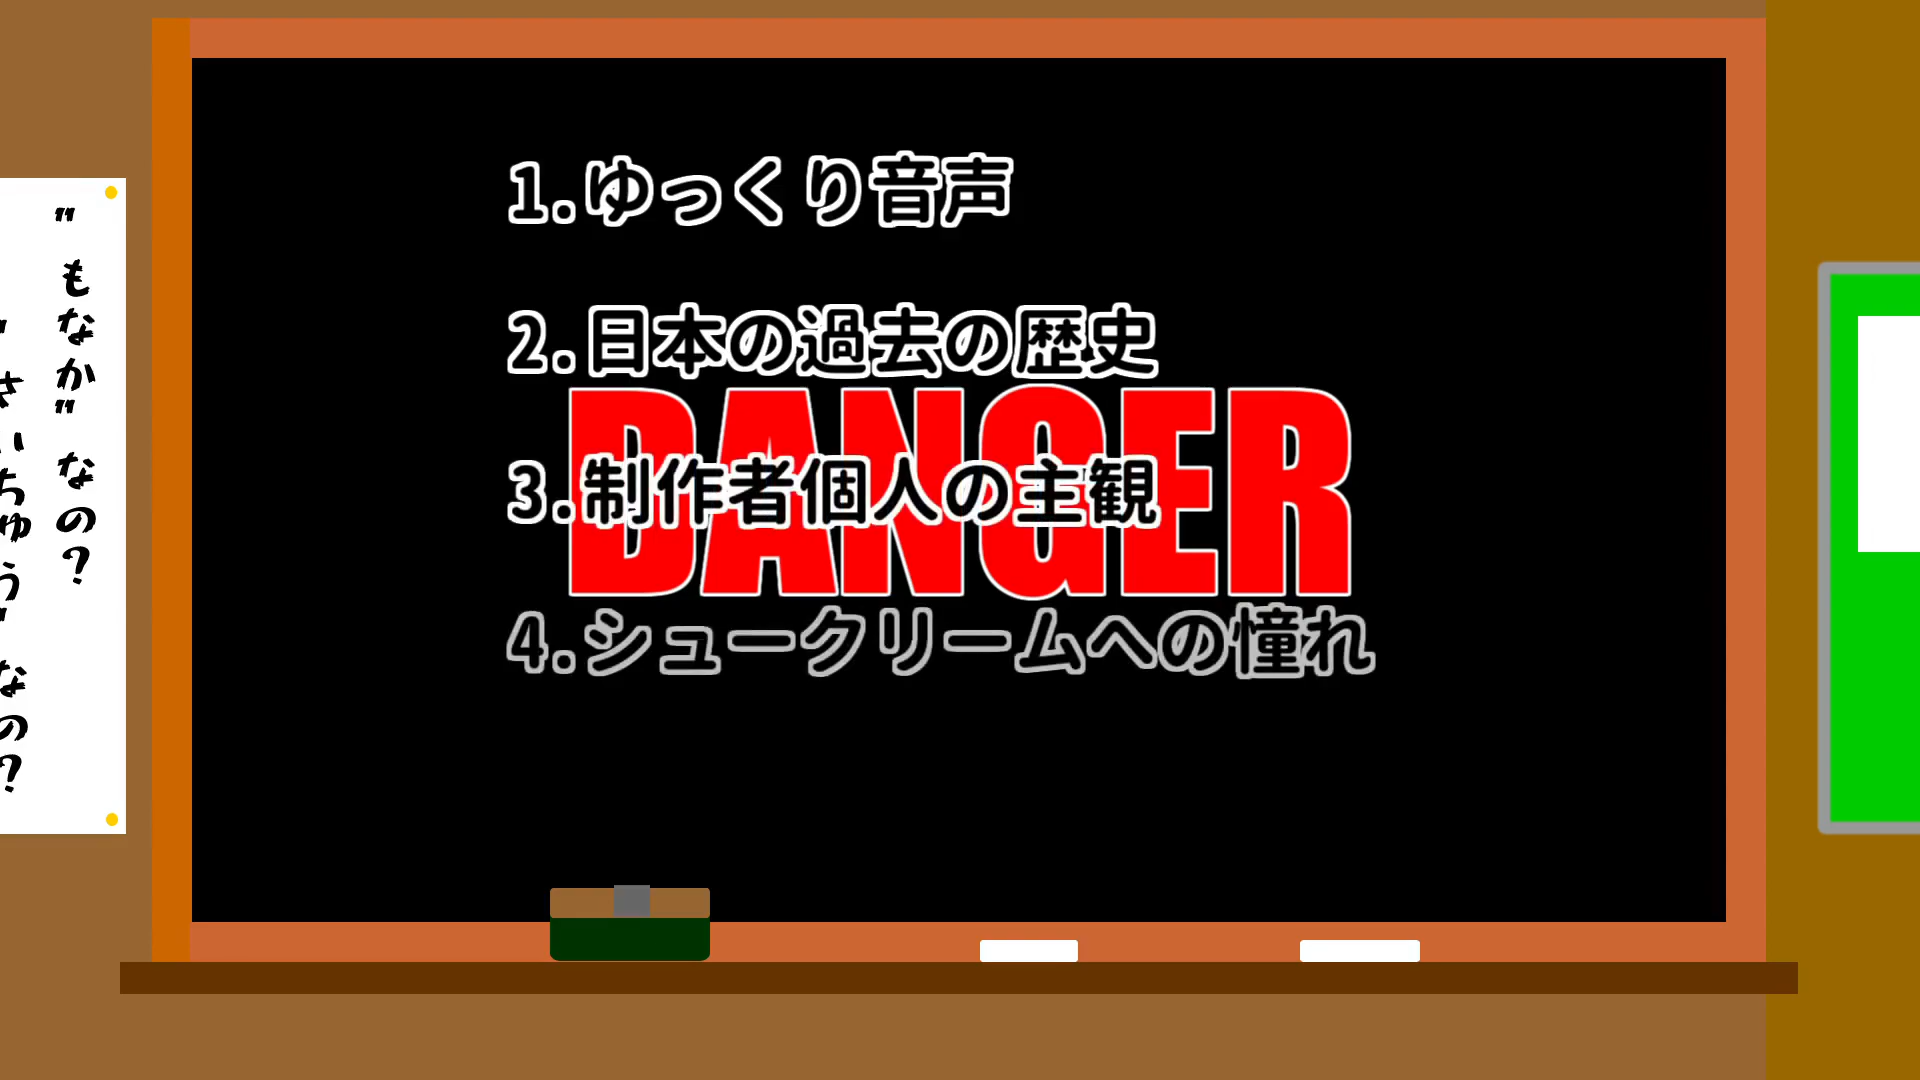 1.ゆっくり音声
2.日本の過去の歴史
DANGER
3.制作者個人の主観
4.シュークリームへの憧れ
"もなか"なの?
"さいちゅう"なの?